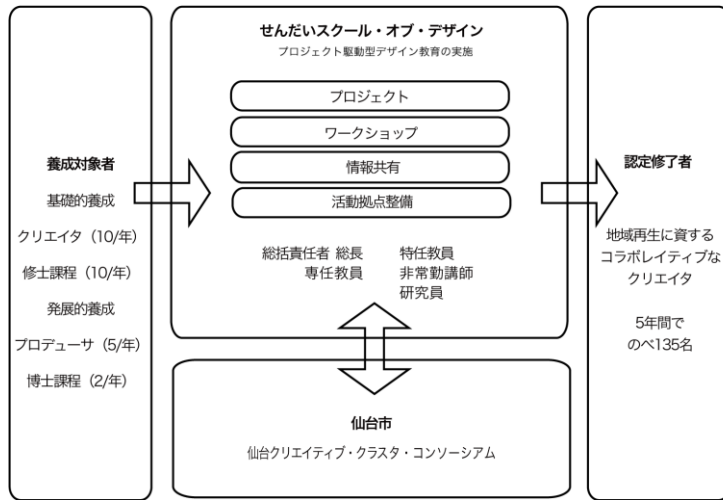 養成対象者
基礎的養成
クリエイタ（10/年）
修士課程（10/年）
発展的養成
プロデューサ（5/年）
博士課程（2/年）
せんだいスクール・オブ・デザイン
プロジェクト駆動型デザイン教育の実施
プロジェクト
ワークショップ
情報共有
活動拠点整備
総括責任者 総長
専任教員
特任教員
非常勤講師
研究員
仙台市
仙台クリエイティブ・クラスタ・コンソーシアム
認定修了者
地域再生に資する
コラボレイティブな
クリエイタ
5年間で
のべ135名